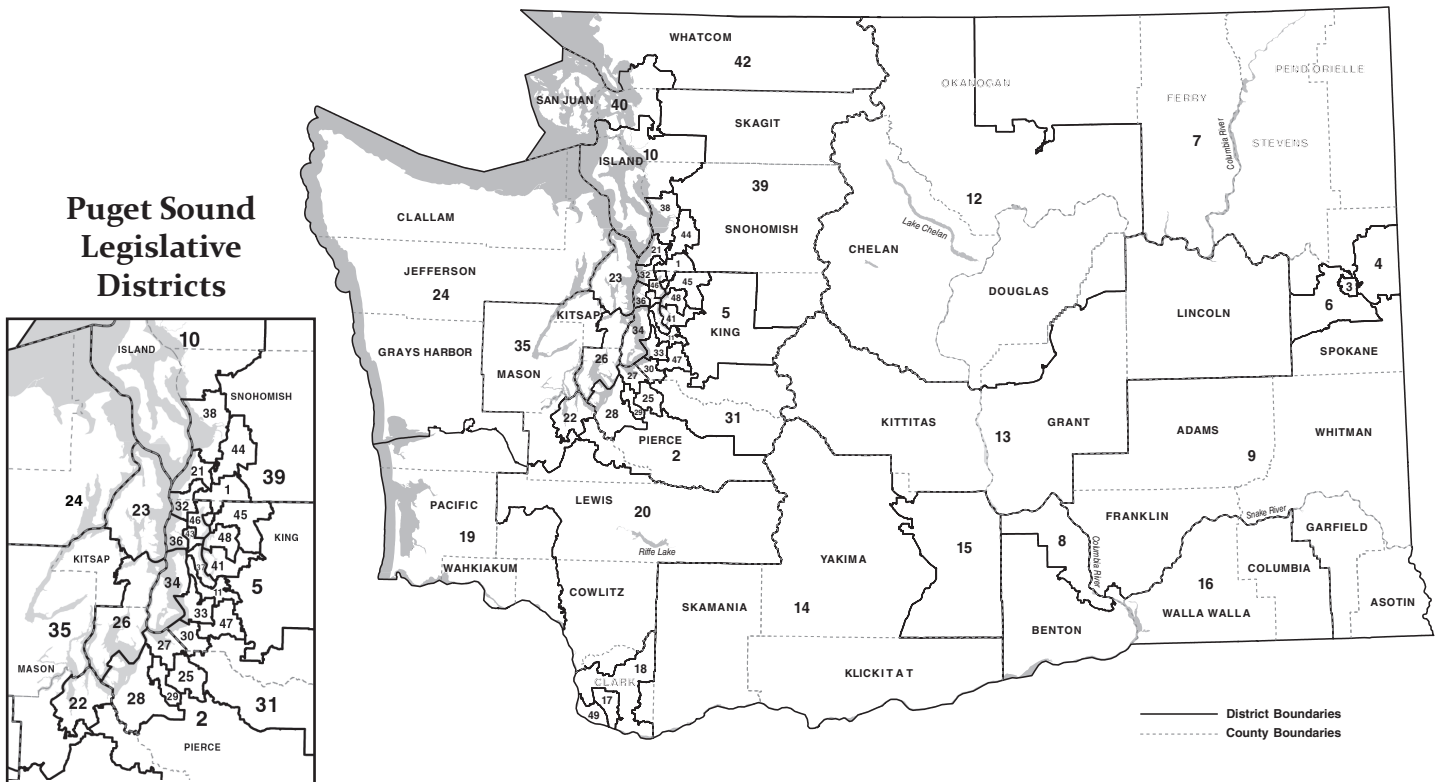 WHATCOM
42
OKANOGAN
PEND ORIELLE
FERRY
SAN JUAN
40
SKAGIT
7
Columbia River
STEVENS
ISLAND
10
39
12
38
CLALLAM
44
SNOHOMISH
Lake Chelan
CHELAN
21
JEFFERSON
24
23
32
1
46
45
36
48
41
DOUGLAS
4
3
6
KITSAP
34
5
KING
LINCOLN
GRAYS HARBOR
35
26
33
47
SPOKANE
MASON
27
30
25
29
22
28
31
KITTITAS
GRANT
13
ADAMS
WHITMAN
PIERCE
2
9
PACIFIC
LEWIS
20
FRANKLIN
Snake River
GARFIELD
19
Riffe Lake
YAKIMA
15
8
Columbia River
WAHKIAKUM
COLUMBIA
COWLITZ
SKAMANIA
14
16
WALLA WALLA
ASOTIN
BENTON
18
CLARK
KLICKITAT
17
49
District Boundaries
County Boundaries
Puget Sound
Legislative
Districts
10
ISLAND
SNOHOMISH
38
44
21
39
24
1
23
32
45
46
43
48
KING
36
KITSAP
37
41
34
11
5
33
47
26
35
30
27
MASON
25
28
29
22
31
2
PIERCE